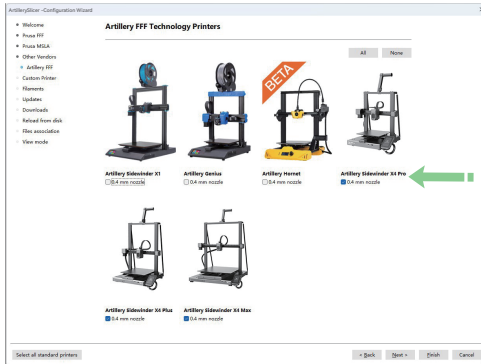 ArtillerySlicer -Configuration Wizard
Welcome
Prusa FFF
Prusa MSLA
Other Vendors
Artillery FFF
Custom Printer
Filaments
Updates
Downloads
Reload from disk
Files association
View mode
Artillery FFF Technology Printers
All
None
BETA
Artillery Sidewinder X1
0.4 mm nozzle
Artillery Genius
0.4 mm nozzle
Artillery Hornet
0.4 mm nozzle
Artillery Sidewinder X4 Pro
0.4 mm nozzle
Artillery Sidewinder X4 Plus
0.4 mm nozzle
Artillery Sidewinder X4 Max
0.4 mm nozzle
Select all standard printers
< Back
Next >
Finish
Cancel